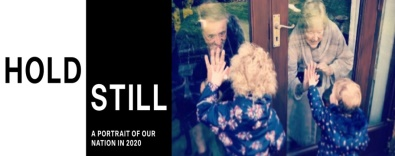 HOLD
STILL
A PORTRAIT OF OUR
NATION IN 2020